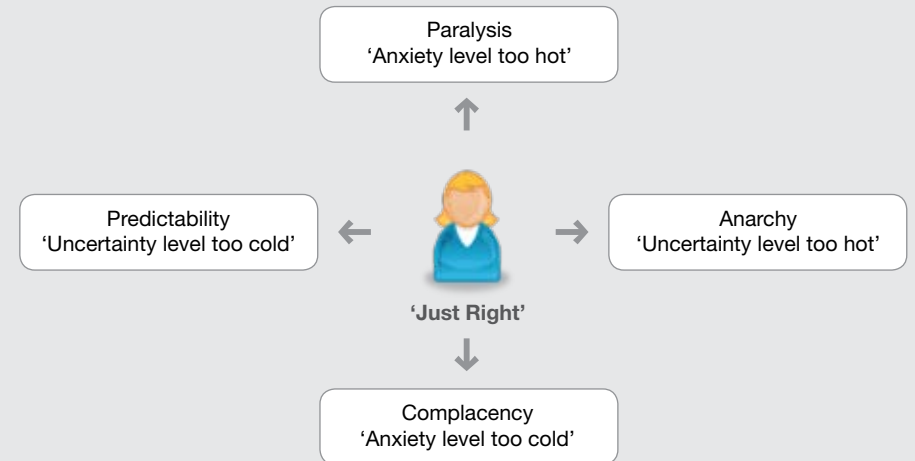 Paralysis
‘Anxiety level too hot’
Predictability
‘Uncertainty level too cold’
Anarchy
‘Uncertainty level too hot’
‘Just Right’
Complacency
‘Anxiety level too cold’